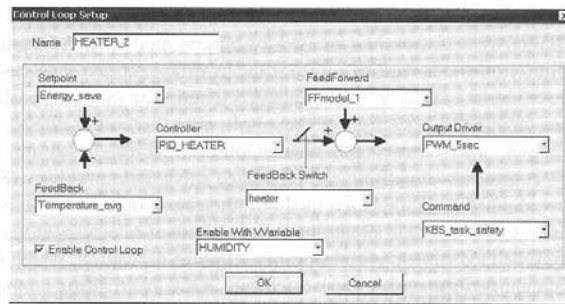 Control Loop Setup
Name HEATER_2
Setpoint
Energy_save
FeedForward
FFmodel_1
+
+
+
-
Controller
PID_HEATER
Output Driver
PWM_5sec
FeedBack
Temperature_avg
FeedBack Switch
heater
Command
KBS_task_safety
Enable With VVariable
HUMIDITY
Enable Control Loop
OK
Cancel